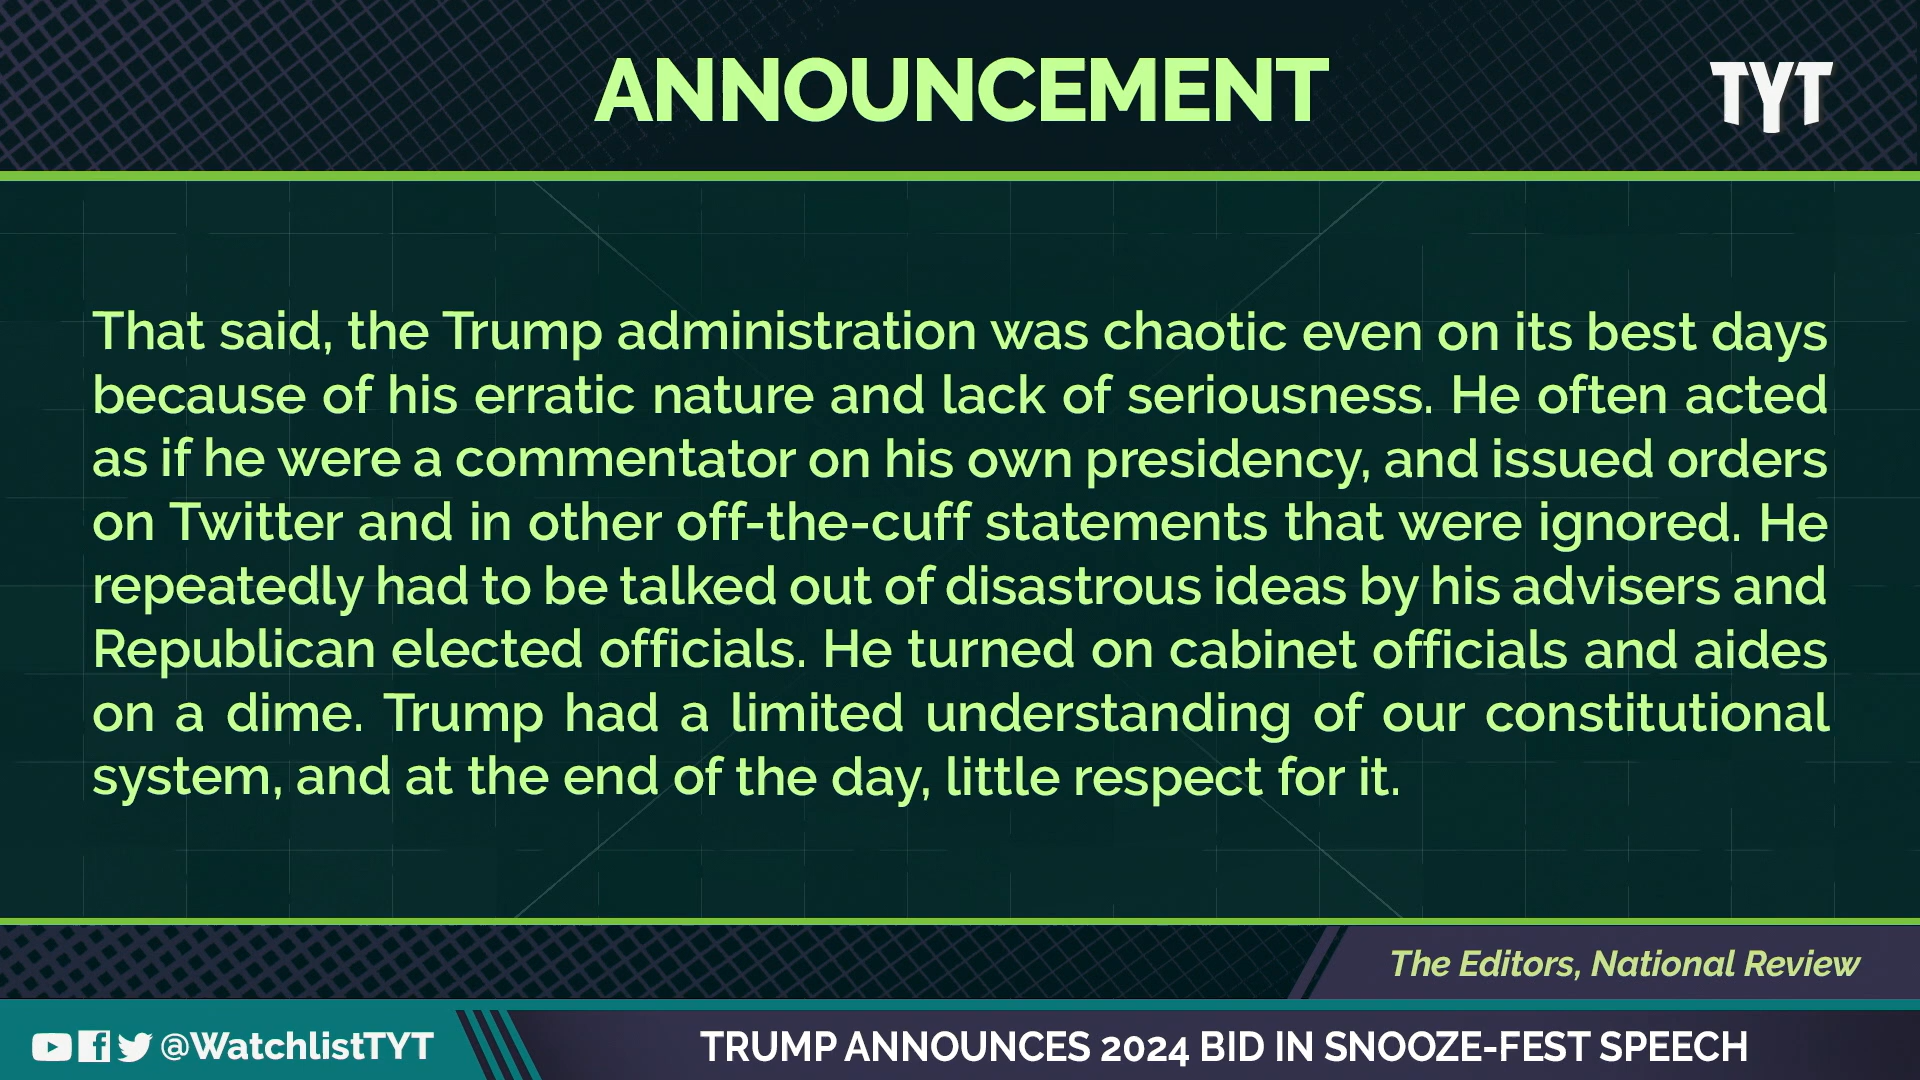 ANNOUNCEMENT
TYT
That said, the Trump administration was chaotic even on its best days
because of his erratic nature and lack of seriousness. He often acted
as if he were a commentator on his own presidency, and issued orders
on Twitter and in other off-the-cuff statements that were ignored. He
repeatedly had to be talked out of disastrous ideas by his advisers and
Republican elected officials. He turned on cabinet officials and aides
on a dime. Trump had a limited understanding of our constitutional
system, and at the end of the day, little respect for it.
The Editors, National Review
@WatchlistTYT
TRUMP ANNOUNCES 2024 BID IN SNOOZE-FEST SPEECH